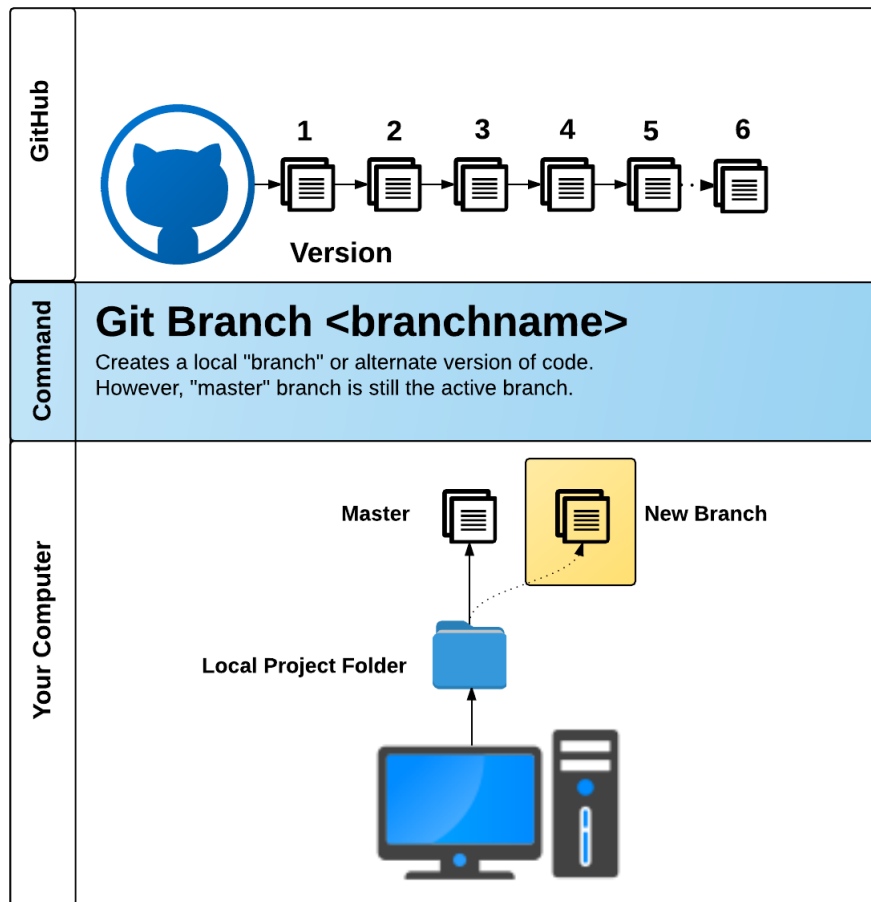 GitHub
1 2 3 4 5 6
Version
Command
Git Branch <branchname>
Creates a local "branch" or alternate version of code.
However, "master" branch is still the active branch.
Your Computer
Master
New Branch
Local Project Folder